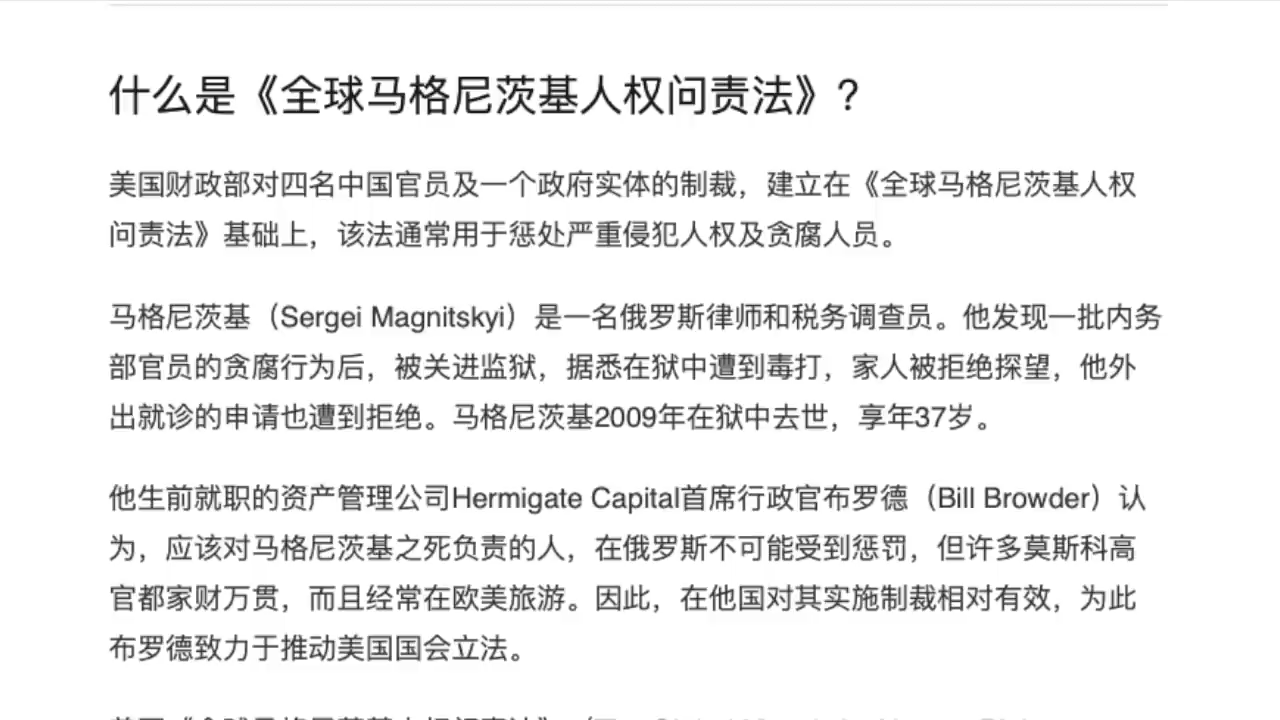 什么是《全球马格尼茨基人权问责法》？
美国财政部对四名中国官员及一个政府实体的制裁，建立在《全球马格尼茨基人权
问责法》基础上，该法通常用于惩处严重侵犯人权及贪腐人员。
马格尼茨基（Sergei Magnitskyi）是一名俄罗斯律师和税务调查员。他发现一批内务
部官员的贪腐行为后，被关进监狱，据悉在狱中遭到毒打，家人被拒绝探望，他外
出就诊的申请也遭到拒绝。马格尼茨基2009年在狱中去世，享年37岁。
他生前就职的资产管理公司Hermigate Capital首席行政官布罗德（Bill Browder）认
为，应该对马格尼茨基之死负责的人，在俄罗斯不可能受到惩罚，但许多莫斯科高
官都家财万贯，而且经常在欧美旅游。因此，在他国对其实施制裁相对有效，为此
布罗德致力于推动美国国会立法。